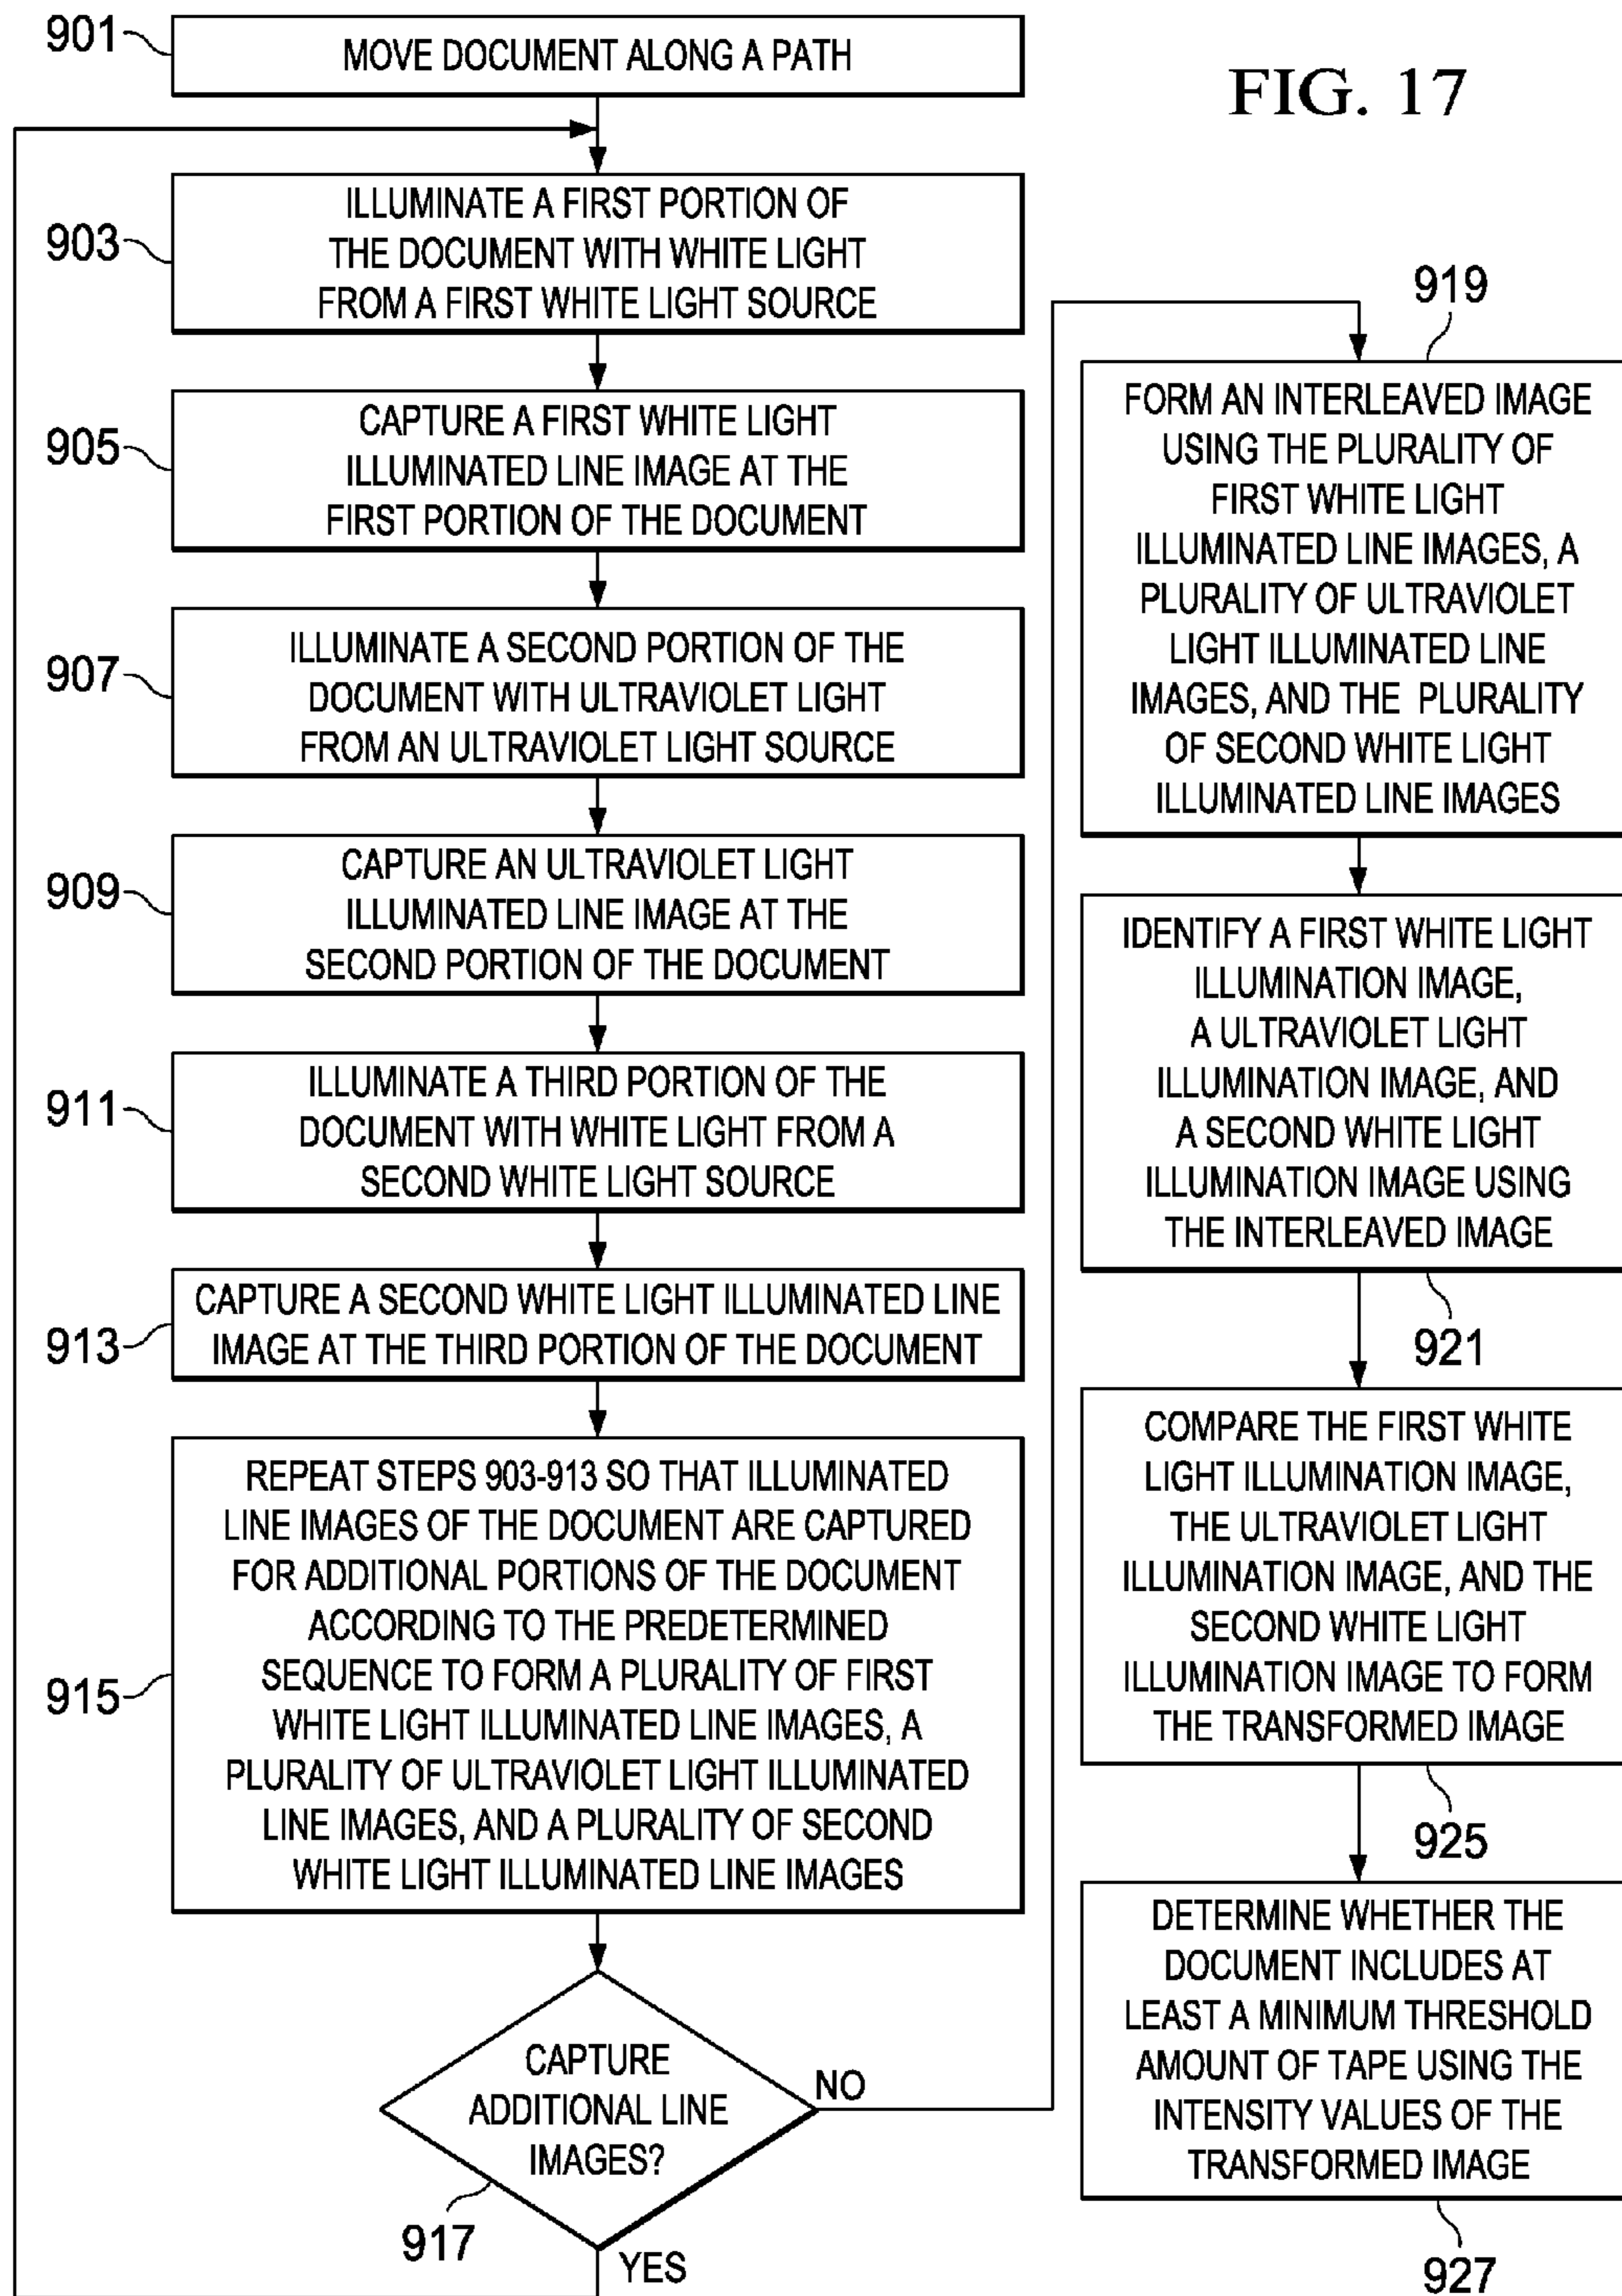 FIG. 17
901
MOVE DOCUMENT ALONG A PATH
903
ILLUMINATE A FIRST PORTION OF
THE DOCUMENT WITH WHITE LIGHT
FROM A FIRST WHITE LIGHT SOURCE
905
CAPTURE A FIRST WHITE LIGHT
ILLUMINATED LINE IMAGE AT THE
FIRST PORTION OF THE DOCUMENT
907
ILLUMINATE A SECOND PORTION OF THE
DOCUMENT WITH ULTRAVIOLET LIGHT
FROM AN ULTRAVIOLET LIGHT SOURCE
909
CAPTURE AN ULTRAVIOLET LIGHT
ILLUMINATED LINE IMAGE AT THE
SECOND PORTION OF THE DOCUMENT
911
ILLUMINATE A THIRD PORTION OF THE
DOCUMENT WITH WHITE LIGHT FROM A
SECOND WHITE LIGHT SOURCE
913
CAPTURE A SECOND WHITE LIGHT ILLUMINATED LINE
IMAGE AT THE THIRD PORTION OF THE DOCUMENT
915
REPEAT STEPS 903-913 SO THAT ILLUMINATED
LINE IMAGES OF THE DOCUMENT ARE CAPTURED
FOR ADDITIONAL PORTIONS OF THE DOCUMENT
ACCORDING TO THE PREDETERMINED
SEQUENCE TO FORM A PLURALITY OF FIRST
WHITE LIGHT ILLUMINATED LINE IMAGES, A
PLURALITY OF ULTRAVIOLET LIGHT ILLUMINATED
LINE IMAGES, AND A PLURALITY OF SECOND
WHITE LIGHT ILLUMINATED LINE IMAGES
CAPTURE
ADDITIONAL LINE
IMAGES?
917
NO
YES
919
FORM AN INTERLEAVED IMAGE
USING THE PLURALITY OF
FIRST WHITE LIGHT
ILLUMINATED LINE IMAGES, A
PLURALITY OF ULTRAVIOLET
LIGHT ILLUMINATED LINE
IMAGES, AND THE PLURALITY
OF SECOND WHITE LIGHT
ILLUMINATED LINE IMAGES
IDENTIFY A FIRST WHITE LIGHT
ILLUMINATION IMAGE,
A ULTRAVIOLET LIGHT
ILLUMINATION IMAGE, AND
A SECOND WHITE LIGHT
ILLUMINATION IMAGE USING
THE INTERLEAVED IMAGE
921
COMPARE THE FIRST WHITE
LIGHT ILLUMINATION IMAGE,
THE ULTRAVIOLET LIGHT
ILLUMINATION IMAGE, AND THE
SECOND WHITE LIGHT
ILLUMINATION IMAGE TO FORM
THE TRANSFORMED IMAGE
925
DETERMINE WHETHER THE
DOCUMENT INCLUDES AT
LEAST A MINIMUM THRESHOLD
AMOUNT OF TAPE USING THE
INTENSITY VALUES OF THE
TRANSFORMED IMAGE
927